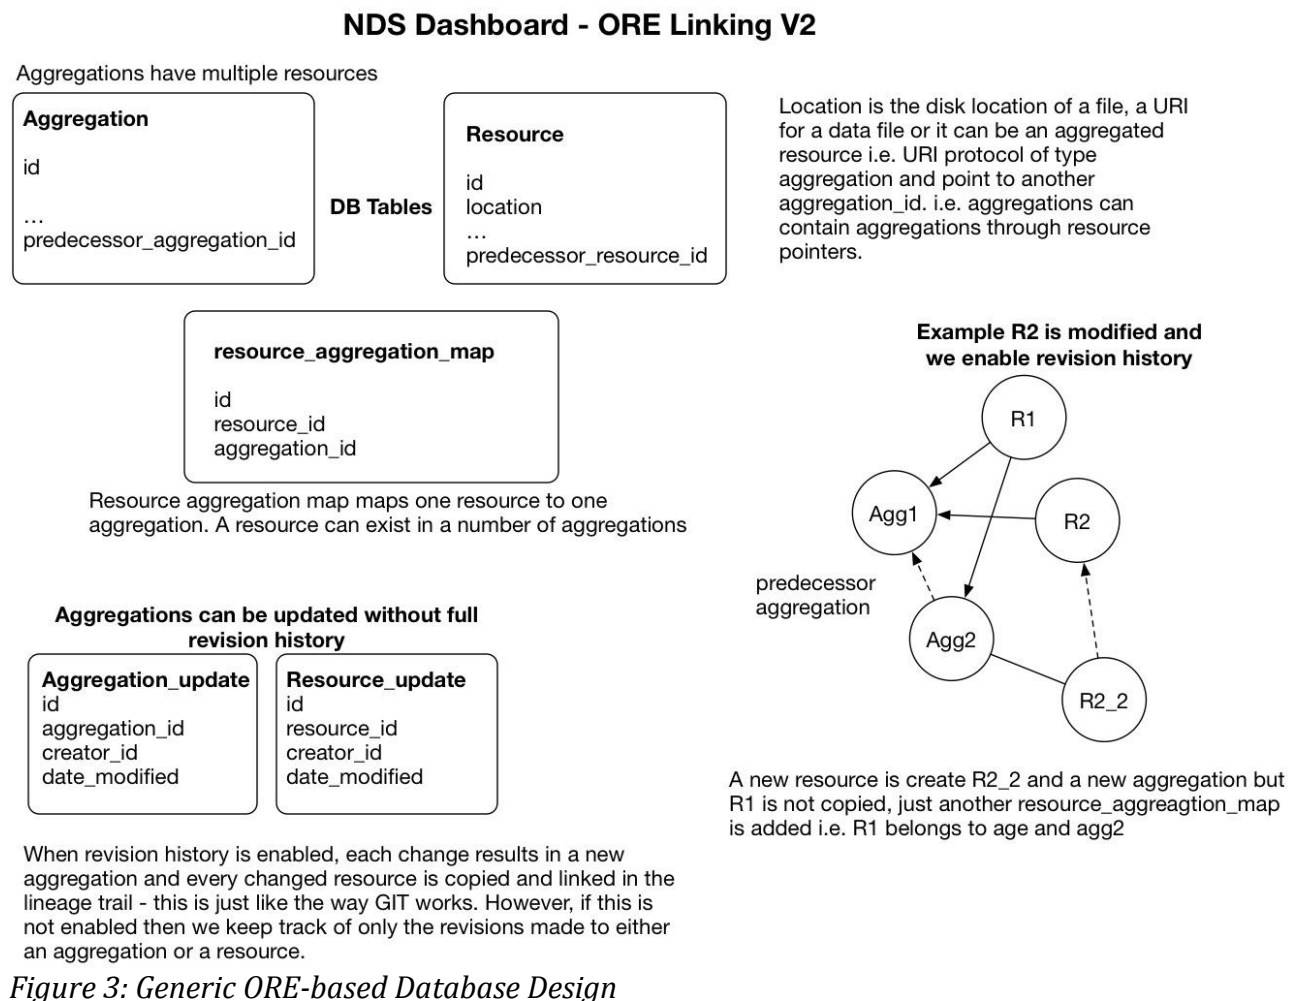 NDS Dashboard - ORE Linking V2
Aggregations have multiple resources
Aggregation
id
...
predecessor_aggregation_id
DB Tables
Resource
id
location
...
predecessor_resource_id
Location is the disk location of a file, a URI
for a data file or it can be an aggregated
resource i.e. URI protocol of type
aggregation and point to another
aggregation_id. i.e. aggregations can
contain aggregations through resource
pointers.
resource_aggregation_map
id
resource_id
aggregation_id
Resource aggregation map maps one resource to one
aggregation. A resource can exist in a number of aggregations
Example R2 is modified and
we enable revision history
R1
Agg1
R2
predecessor
aggregation
Agg2
R2_2
A new resource is create R2_2 and a new aggregation but
R1 is not copied, just another resource_aggreagtion_map
is added i.e. R1 belongs to age and agg2
Aggregations can be updated without full
revision history
Aggregation_update
id
aggregation_id
creator_id
date_modified
Resource_update
id
resource_id
creator_id
date_modified
When revision history is enabled, each change results in a new
aggregation and every changed resource is copied and linked in the
lineage trail - this is just like the way GIT works. However, if this is
not enabled then we keep track of only the revisions made to either
an aggregation or a resource.
Figure 3: Generic ORE-based Database Design